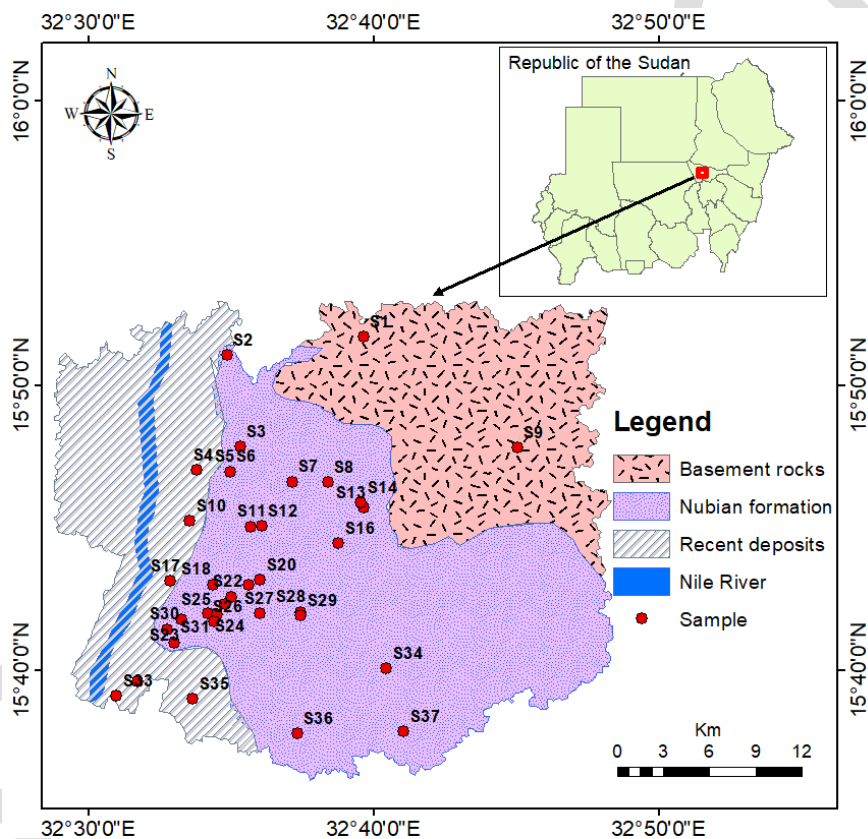 32°30'0"E 32°40'0"E 32°50'0"E
16°0'0"N
16°0'0"N
N
W E
S
Republic of the Sudan
S1
S2
15°50'0"N
15°50'0"N
Legend
S3
S9
S4 S5 S6
S7 S8
Basement rocks
S13 S14
Nubian formation
S10
S11 S12
S16
Recent deposits
S17 S18
S20
Nile River
S22
S25 S26 S27 S28 S29
Sample
S30 S31 S24
S23
15°40'0"N
15°40'0"N
S34
S33
S35
S36 S37
Km
0 3 6 9 12
32°30'0"E 32°40'0"E 32°50'0"E